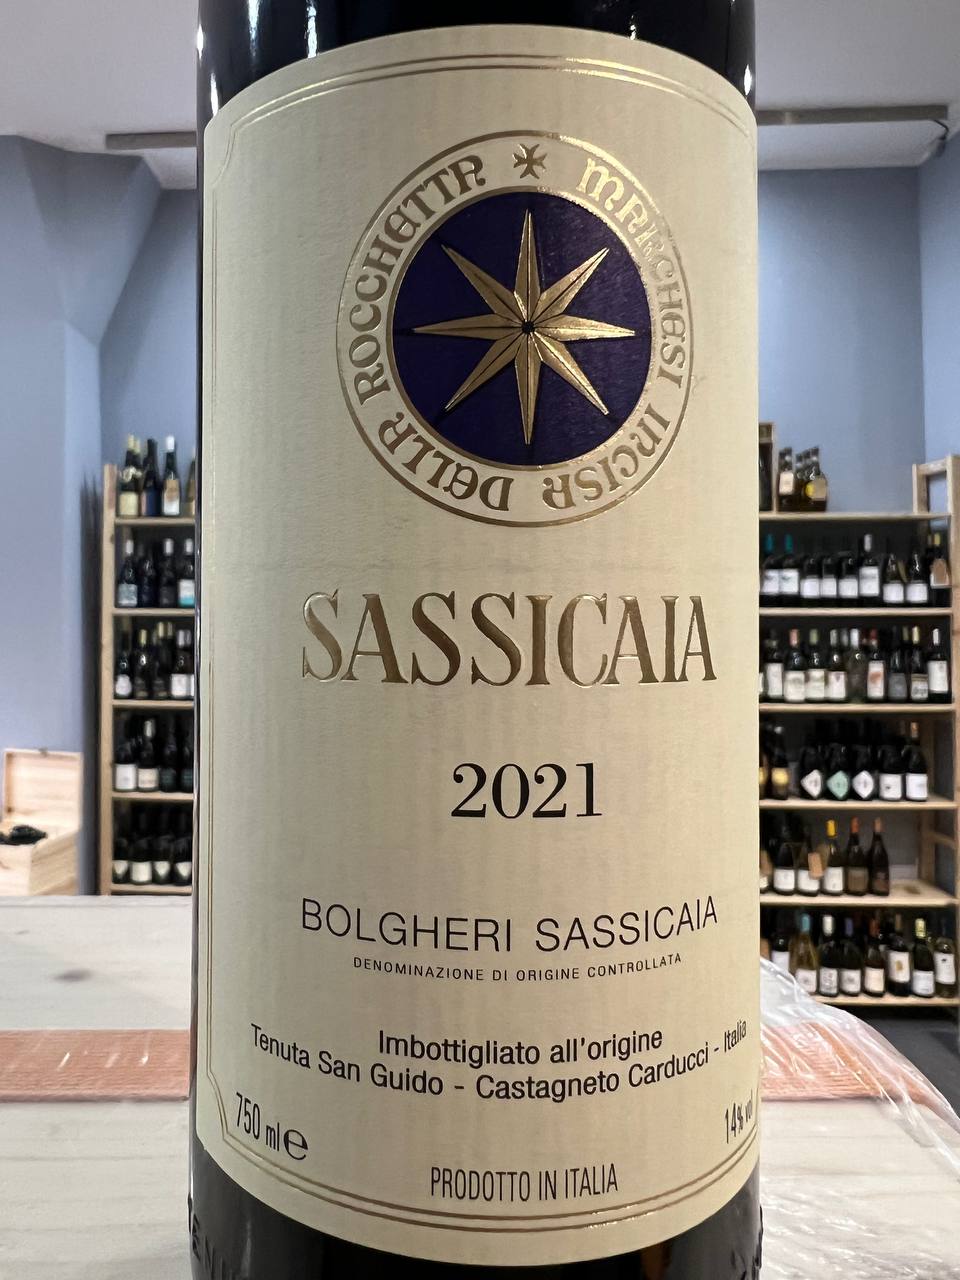 ✠ MARCHESI INCISA DELLA ROCCHETTA
SASSICAIA
2021
BOLGHERI SASSICAIA
DENOMINAZIONE DI ORIGINE CONTROLLATA
Imbottigliato all'origine
Tenuta San Guido - Castagneto Carducci - Italia
750 ml e
14% vol
PRODOTTO IN ITALIA